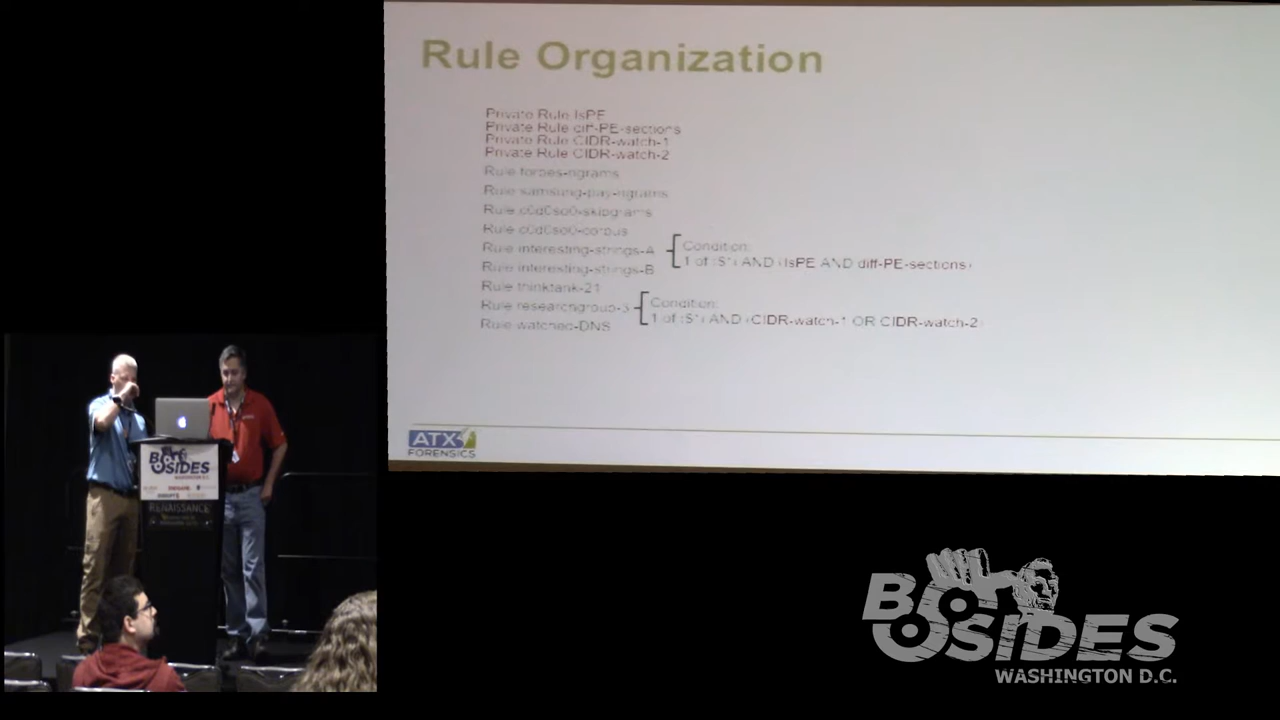 Rule Organization
Private Rule IsPE
Private Rule diff-PE-sections
Private Rule CIDR-watch-1
Private Rule CIDR-watch-2
Rule forbes-ngrams
Rule samsung-pay-ngrams
Rule c0d0so0-skipgrams
Rule c0d0so0-corpus
Rule interesting-strings-A
Condition:
1 of ($*) AND (IsPE AND diff-PE-sections)
Rule interesting-strings-B
Rule thinktank-21
Rule researchgroup-3
Condition:
1 of ($*) AND (CIDR-watch-1 OR CIDR-watch-2)
Rule watched-DNS
ATX
FORENSICS
BSIDES
WASHINGTON D.C.
RENAISSANCE
BSIDES
WASHINGTON D.C.